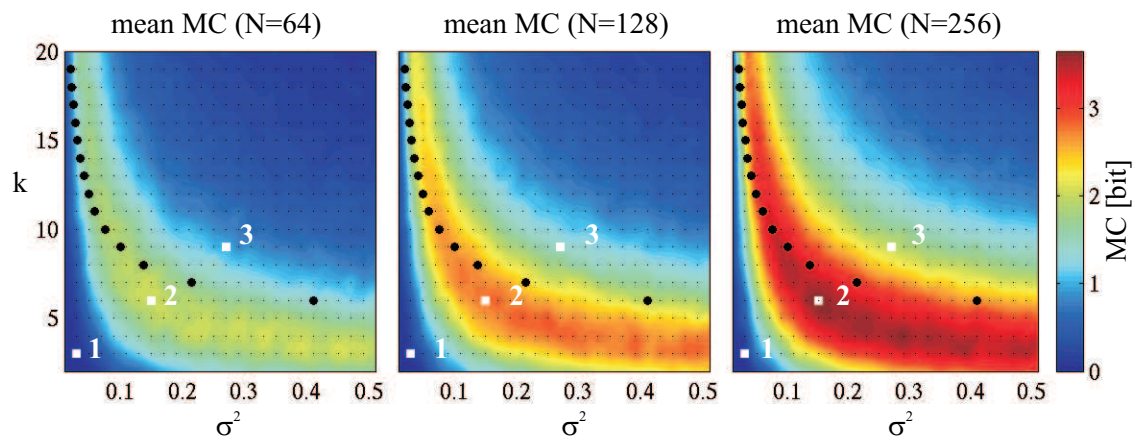 mean MC (N=64) mean MC (N=128) mean MC (N=256)
20
15
k
10
5
1 2 3
1 2 3
1 2 3
0.1 0.2 0.3 0.4 0.5 0.1 0.2 0.3 0.4 0.5 0.1 0.2 0.3 0.4 0.5
σ² σ² σ²
3
2
1
0
MC [bit]